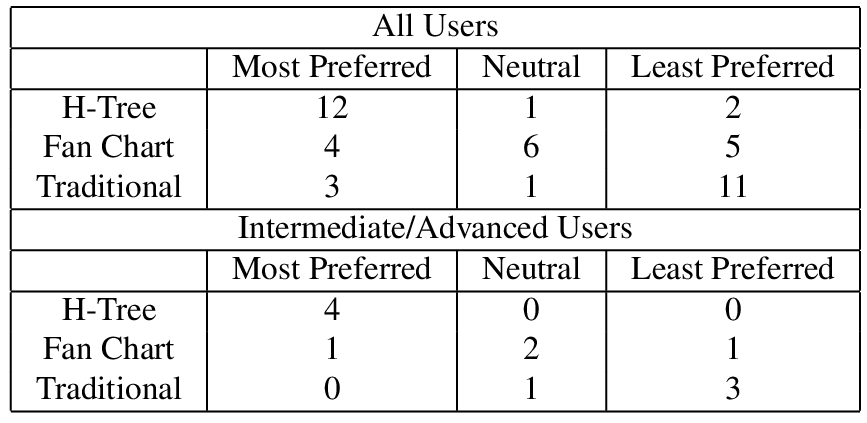 All Users
Most Preferred Neutral Least Preferred
H-Tree 12 1 2
Fan Chart 4 6 5
Traditional 3 1 11
Intermediate/Advanced Users
Most Preferred Neutral Least Preferred
H-Tree 4 0 0
Fan Chart 1 2 1
Traditional 0 1 3